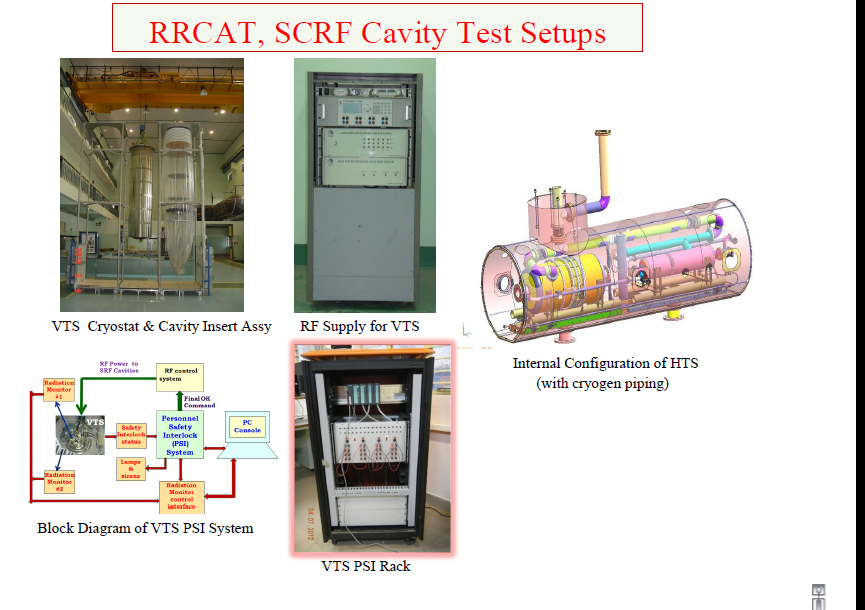 RRCAT, SCRF Cavity Test Setups
VTS Cryostat & Cavity Insert Assy
RF Supply for VTS
Internal Configuration of HTS
(with cryogen piping)
RF Power to
SRF Cavities
RF control
system
Radiation
Monitor
#1
Final OK
Command
VTS
Safety
Interlock
status
Personnel
Safety
Interlock
(PSI)
System
PC
Console
Lamps
&
sirens
Radiation
Monitor
#2
Radiation
Monitor
control
interface
Block Diagram of VTS PSI System
04.07.2012
VTS PSI Rack